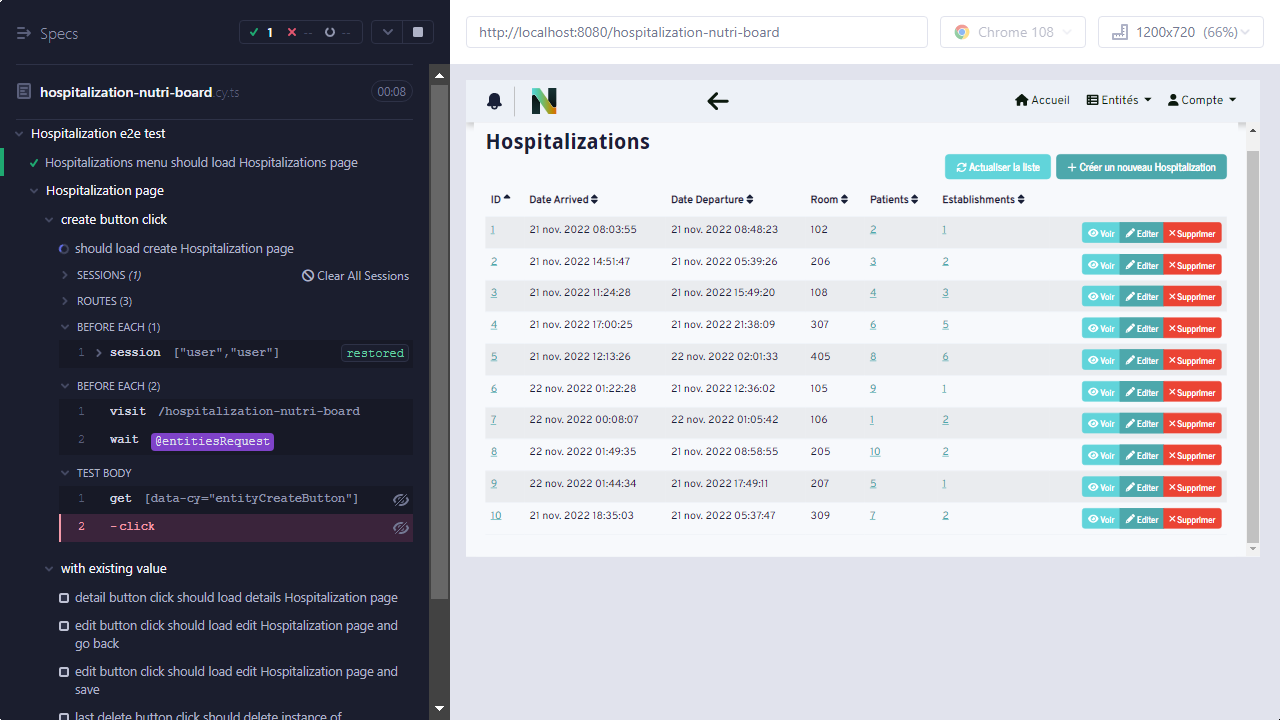 Specs
1
--
--
hospitalization-nutri-board.cy.ts
00:08
Hospitalization e2e test
Hospitalizations menu should load Hospitalizations page
Hospitalization page
create button click
should load create Hospitalization page
SESSIONS (1)
Clear All Sessions
ROUTES (3)
BEFORE EACH (1)
1 session ["user","user"] restored
BEFORE EACH (2)
1 visit /hospitalization-nutri-board
2 wait @entitiesRequest
TEST BODY
1 get [data-cy="entityCreateButton"]
2 -click
with existing value
detail button click should load details Hospitalization page
edit button click should load edit Hospitalization page and
go back
edit button click should load edit Hospitalization page and
save
last delete button click should delete instance of
http://localhost:8080/hospitalization-nutri-board
Chrome 108
1200x720 (66%)
N
Accueil
Entités
Compte
Hospitalizations
Actualiser la liste
Créer un nouveau Hospitalization
ID Date Arrived Date Departure Room Patients Establishments
1 21 nov. 2022 08:03:55 21 nov. 2022 08:48:23 102 2 1 Voir Editer Supprimer
2 21 nov. 2022 14:51:47 22 nov. 2022 05:39:26 206 3 2 Voir Editer Supprimer
3 21 nov. 2022 11:24:28 21 nov. 2022 15:49:20 108 4 3 Voir Editer Supprimer
4 21 nov. 2022 17:00:25 21 nov. 2022 21:38:09 307 6 5 Voir Editer Supprimer
5 21 nov. 2022 12:13:26 22 nov. 2022 02:01:33 405 8 6 Voir Editer Supprimer
6 22 nov. 2022 01:22:28 21 nov. 2022 12:36:02 105 9 1 Voir Editer Supprimer
7 22 nov. 2022 00:08:07 22 nov. 2022 01:05:42 106 1 2 Voir Editer Supprimer
8 22 nov. 2022 01:49:35 21 nov. 2022 08:58:55 205 10 2 Voir Editer Supprimer
9 22 nov. 2022 01:44:34 21 nov. 2022 17:49:11 207 5 1 Voir Editer Supprimer
10 21 nov. 2022 18:35:03 21 nov. 2022 05:37:47 309 7 2 Voir Editer Supprimer